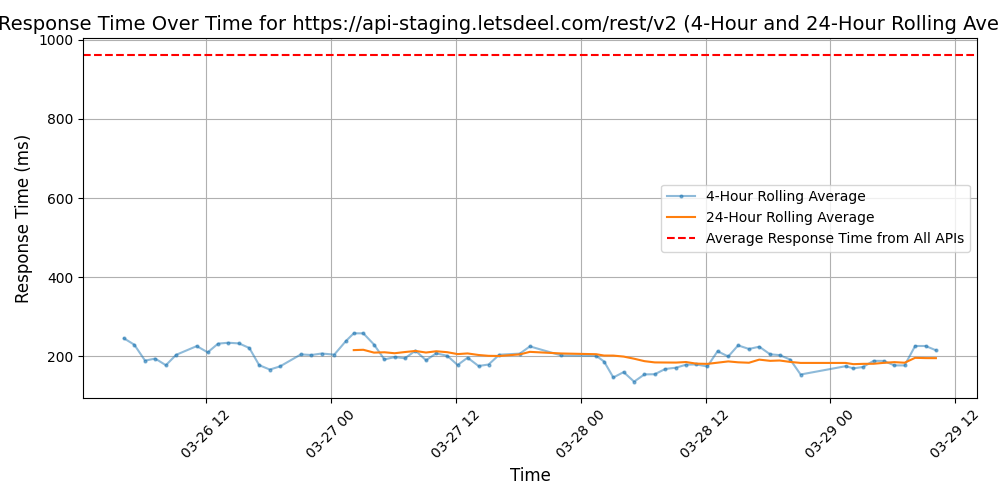 Response Time Over Time for https://api-staging.letsdeel.com/rest/v2 (4-Hour and 24-Hour Rolling Ave
Response Time (ms)
1000
800
600
400
200
4-Hour Rolling Average
24-Hour Rolling Average
Average Response Time from All APIs
03-26 12
03-27 00
03-27 12
03-28 00
03-28 12
03-29 00
03-29 12
Time